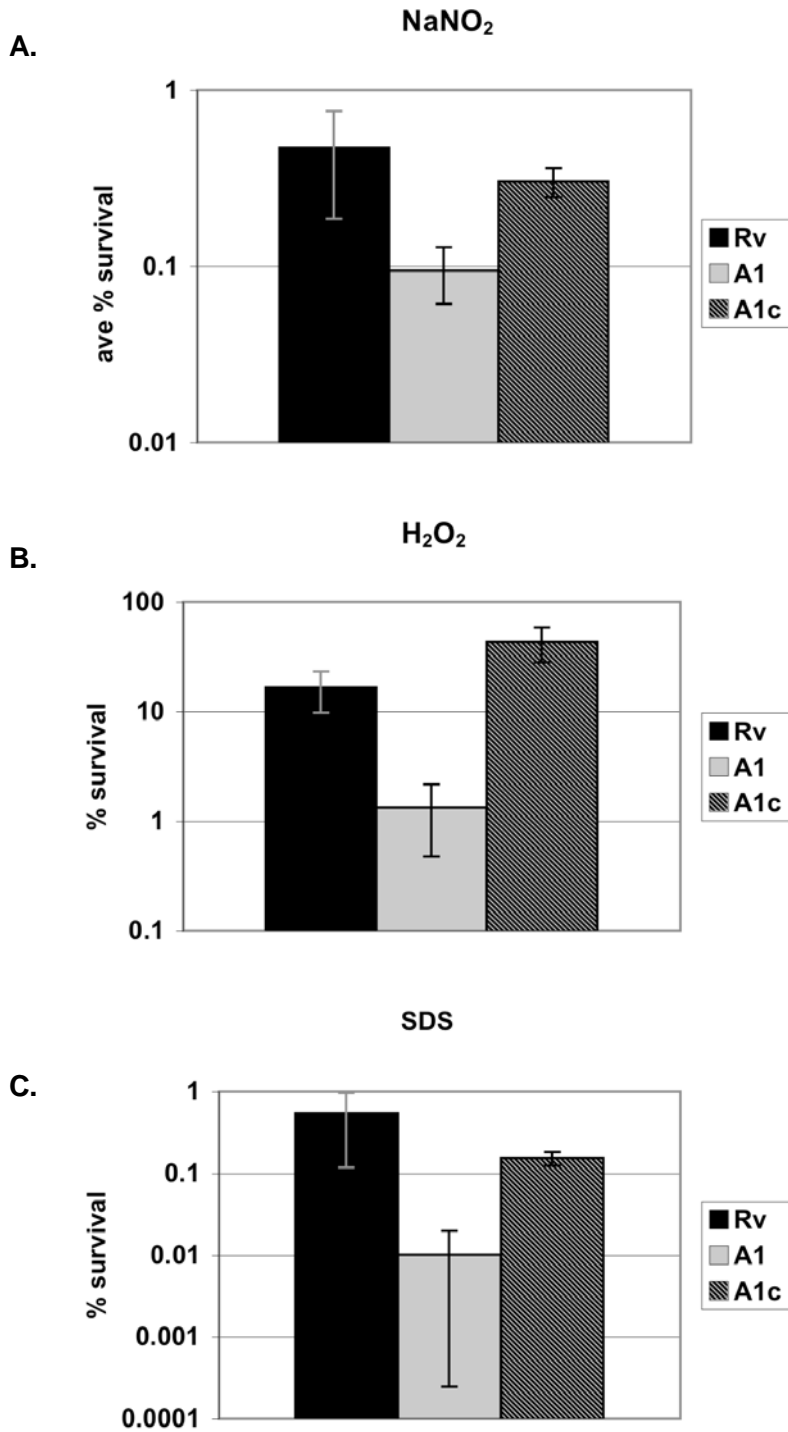 NaNO₂
A.
1
0.1
0.01
ave % survival
Rv
A1
A1c
H₂O₂
B.
100
10
1
0.1
% survival
Rv
A1
A1c
SDS
C.
1
0.1
0.01
0.001
0.0001
% survival
Rv
A1
A1c